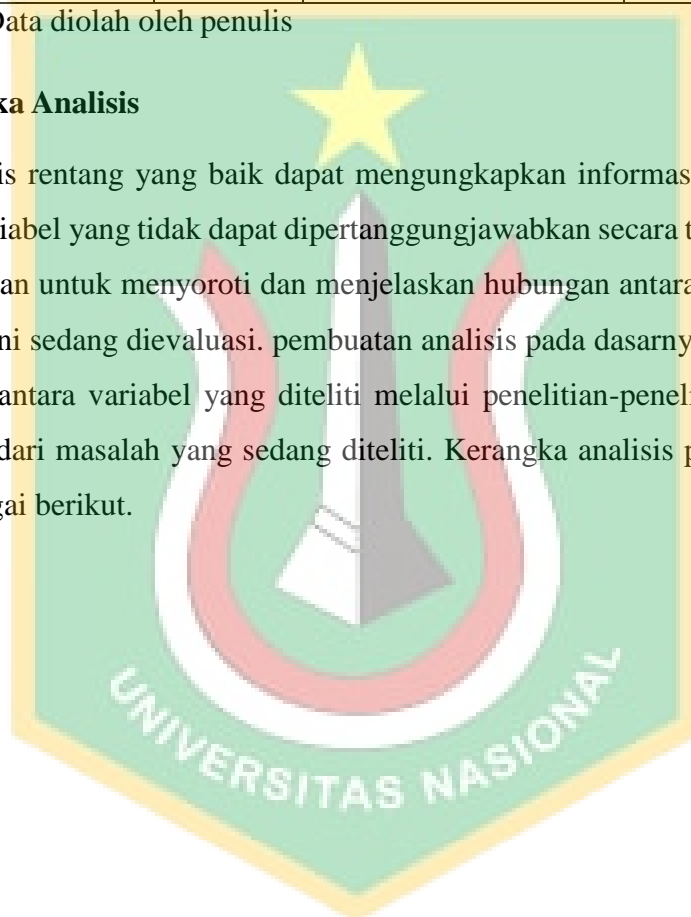 Data diolah oleh penulis
ka Analisis
is rentang yang baik dapat mengungkapkan informas
iabel yang tidak dapat dipertanggungjawabkan secara t
an untuk menyoroti dan menjelaskan hubungan antara
ni sedang dievaluasi. pembuatan analisis pada dasarny
antara variabel yang diteliti melalui penelitian-penel
dari masalah yang sedang diteliti. Kerangka analisis p
gai berikut.
UNIVERSITAS NASIONAL